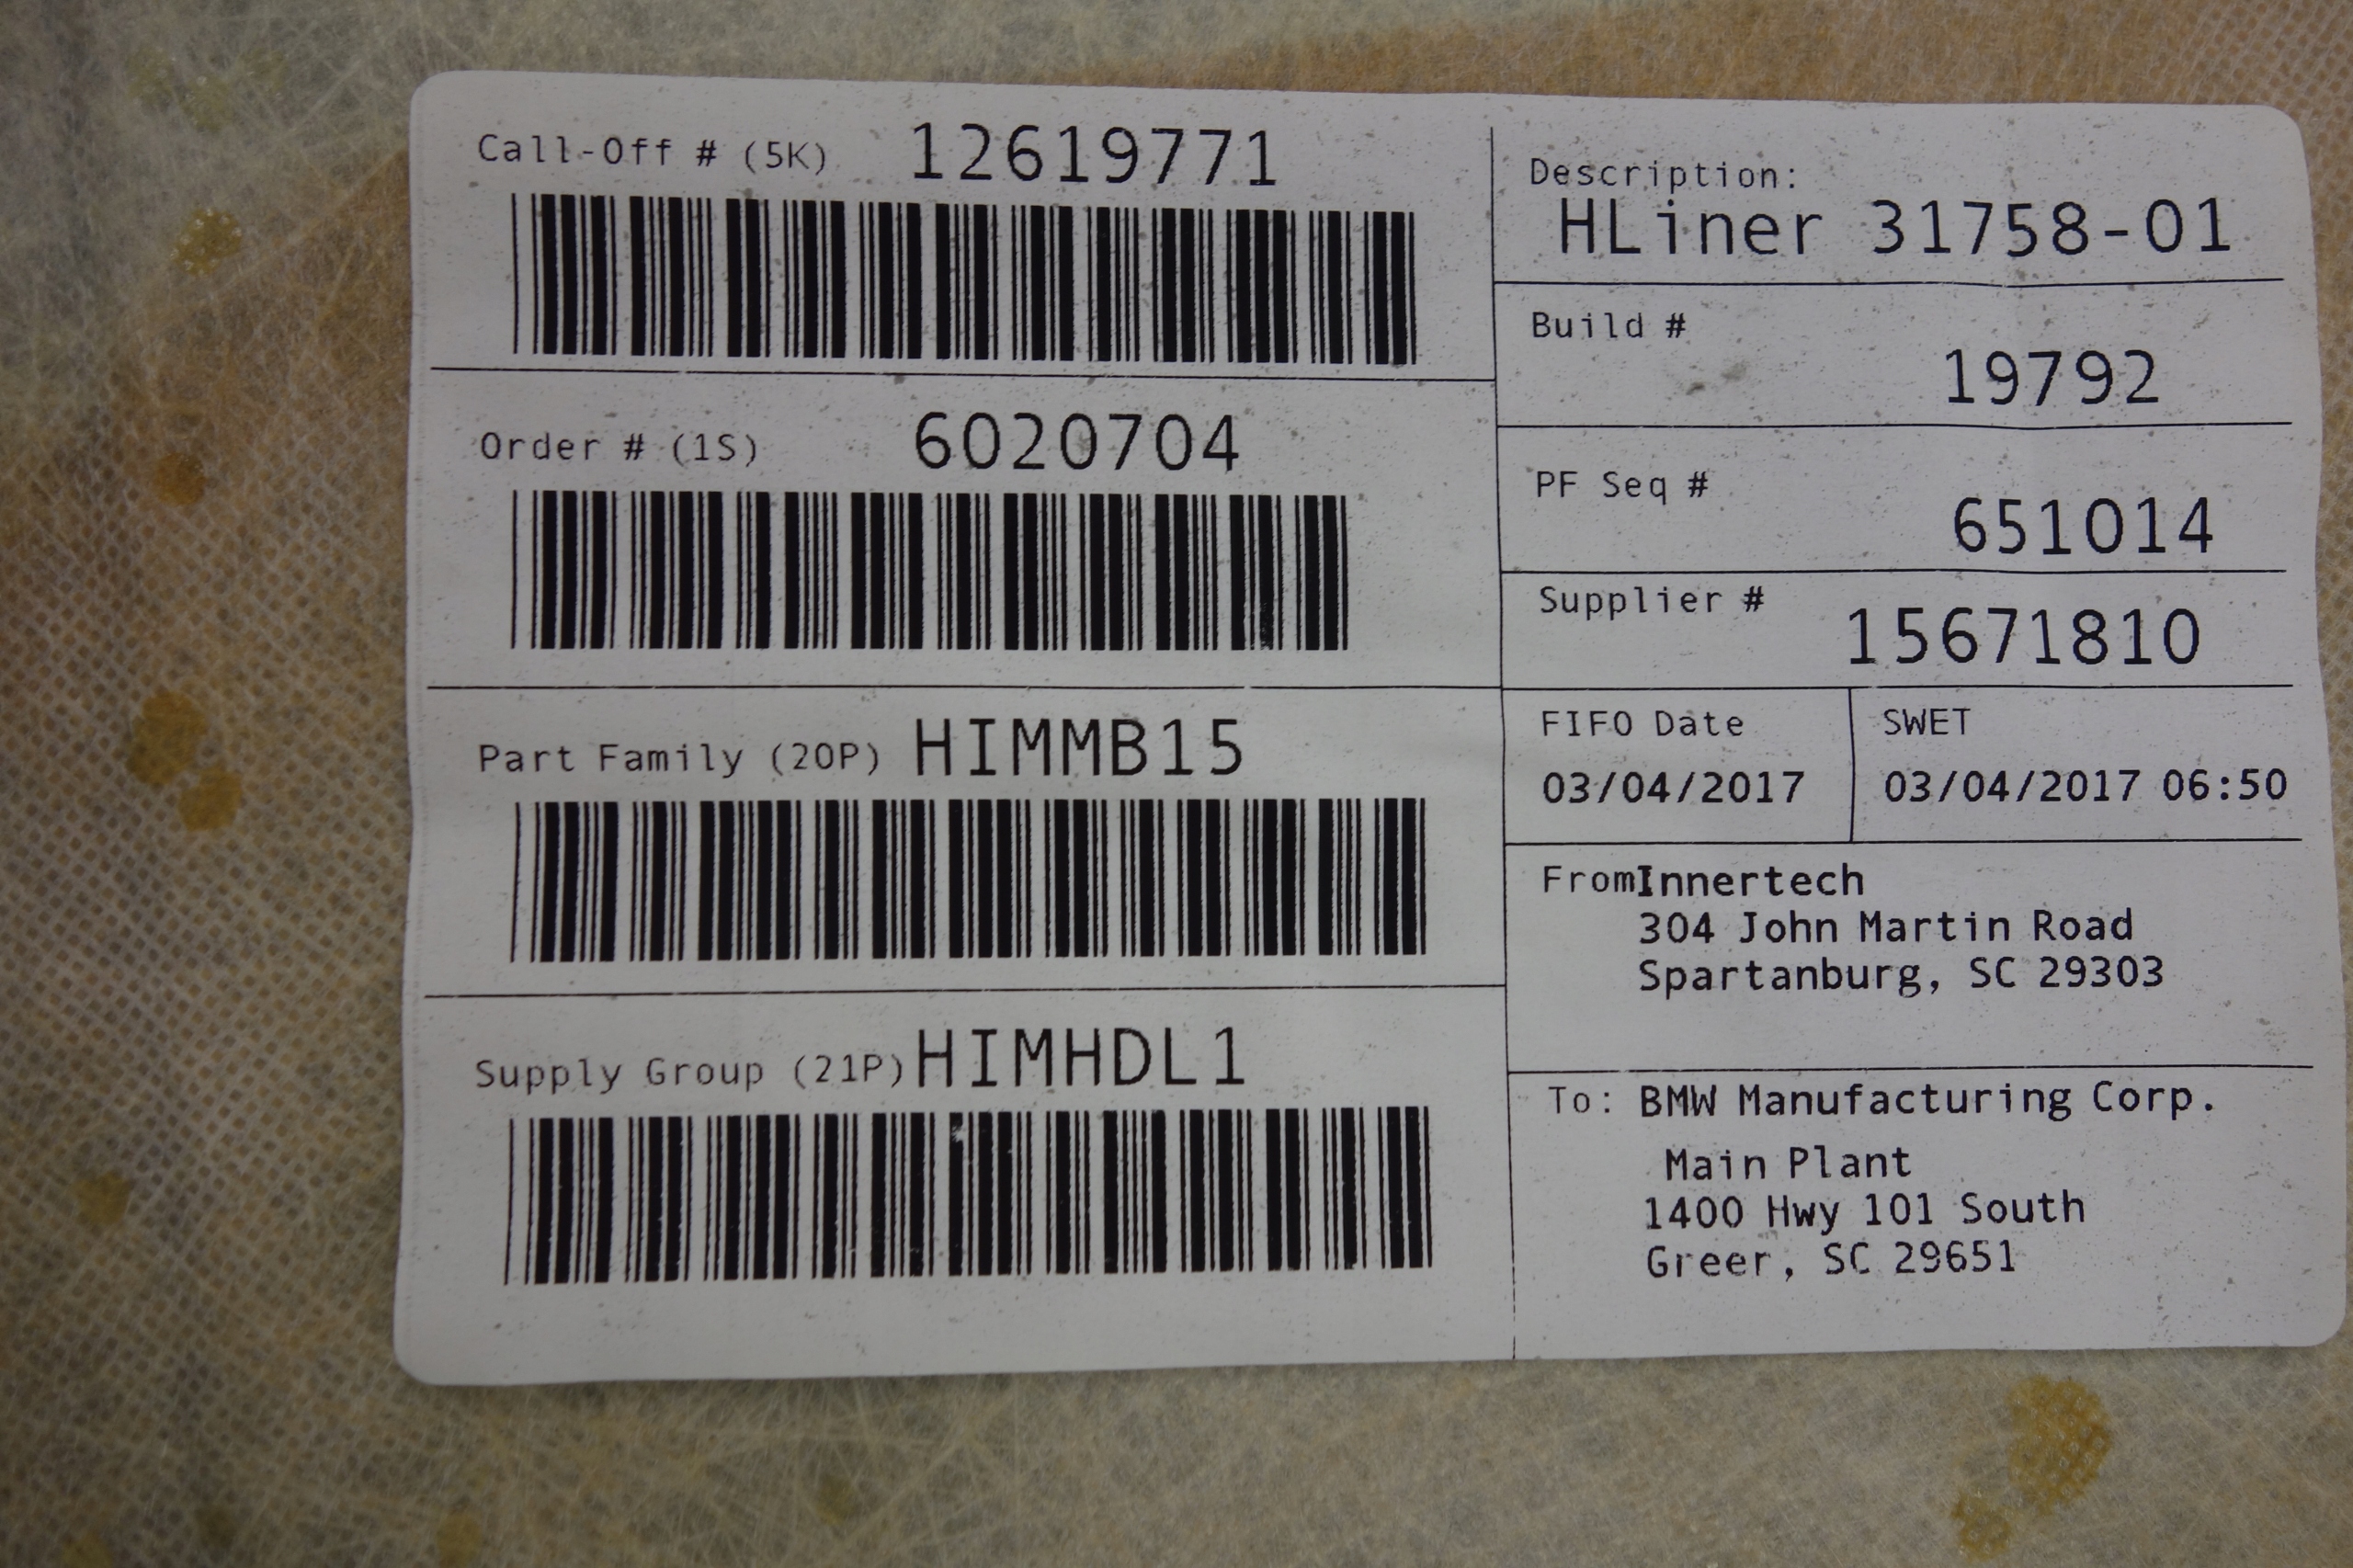 Call-Off # (5K) 12619771
Order # (1S) 6020704
Part Family (20P) HIMMB15
Supply Group (21P) HIMHDL1
Description:
HLiner 31758-01
Build #
19792
PF Seq #
651014
Supplier #
15671810
FIFO Date
03/04/2017
SWET
03/04/2017 06:50
From Innertech
304 John Martin Road
Spartanburg, SC 29303
To: BMW Manufacturing Corp.
Main Plant
1400 Hwy 101 South
Greer, SC 29651